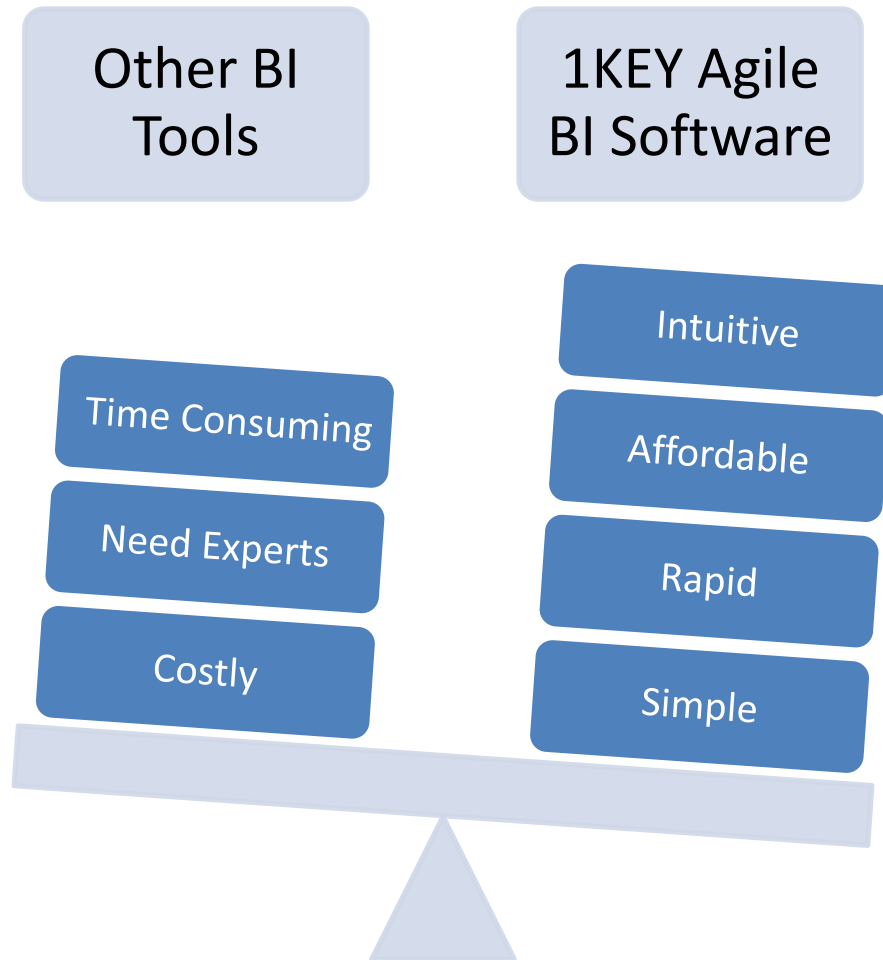 Other BI
Tools
1KEY Agile
BI Software
Time Consuming
Need Experts
Costly
Intuitive
Affordable
Rapid
Simple